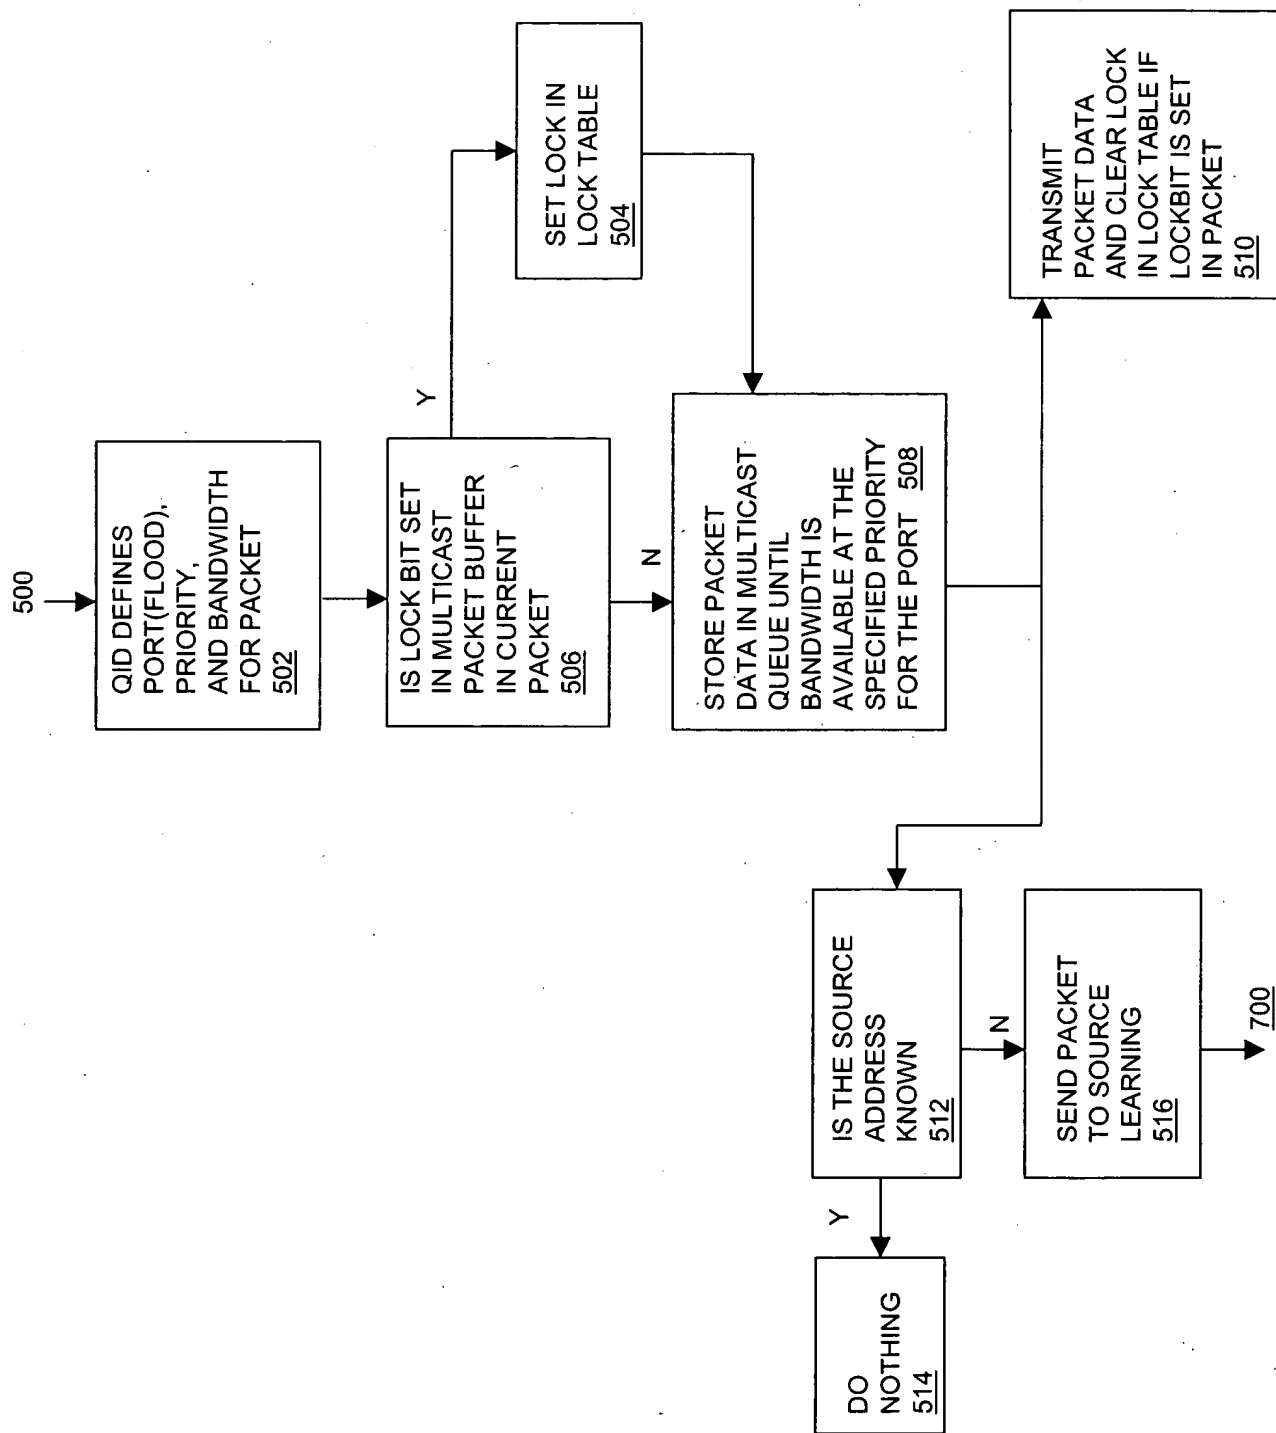 500
QID DEFINES
PORT(FLOOD),
PRIORITY,
AND BANDWIDTH
FOR PACKET
502
IS LOCK BIT SET
IN MULTICAST
PACKET BUFFER
IN CURRENT
PACKET
506
Y
SET LOCK IN
LOCK TABLE
504
N
STORE PACKET
DATA IN MULTICAST
QUEUE UNTIL
BANDWIDTH IS
AVAILABLE AT THE
SPECIFIED PRIORITY
FOR THE PORT 508
TRANSMIT
PACKET DATA
AND CLEAR LOCK
IN LOCK TABLE IF
LOCKBIT IS SET
IN PACKET
510
IS THE SOURCE
ADDRESS
KNOWN
512
Y
DO
NOTHING
514
N
SEND PACKET
TO SOURCE
LEARNING
516
700